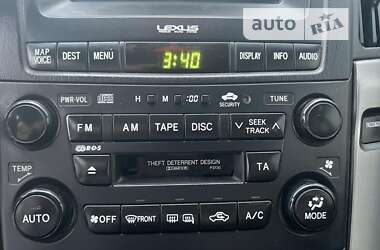 auto RIA
LEXUS
MAP VOICE DEST MENU 3:40 DISPLAY INFO AUDIO
PWR·VOL H M :00 SECURITY TUNE
FM AM TAPE DISC SEEK TRACK
R·D·S
TEMP THEFT DETERRENT DESIGN TA
AUTO OFF FRONT A/C MODE